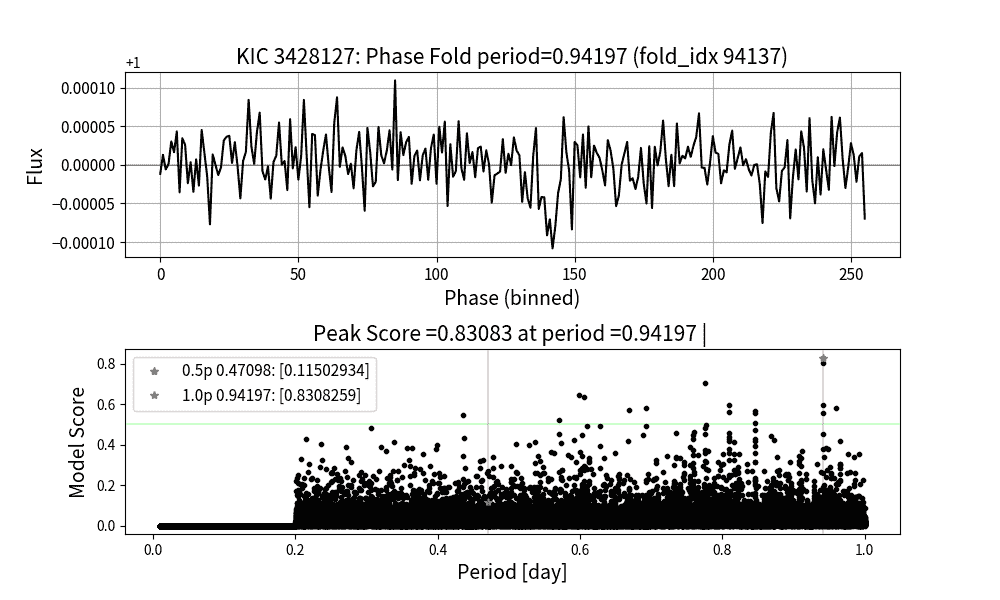 KIC 3428127: Phase Fold period=0.94197 (fold_idx 94137)
+1
0.00010
0.00005
0.00000
−0.00005
−0.00010
Flux
0 50 100 150 200 250
Phase (binned)
Peak Score =0.83083 at period =0.94197 |
0.5p 0.47098: [0.11502934]
1.0p 0.94197: [0.8308259]
0.8
0.6
0.4
0.2
0.0
Model Score
0.0 0.2 0.4 0.6 0.8 1.0
Period [day]